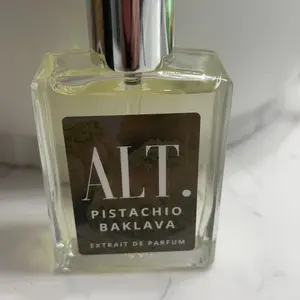 ALT.
PISTACHIO
BAKLAVA
EXTRAIT DE PARFUM